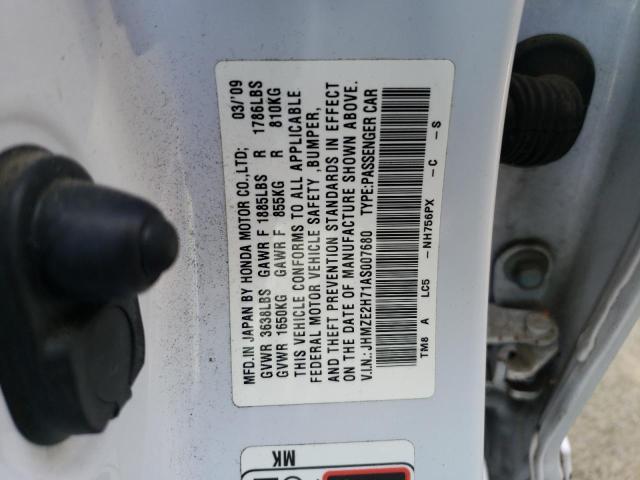 MFD.IN JAPAN BY HONDA MOTOR CO.,LTD; 03/'09
GVWR 3638LBS GAWR F 1885LBS R 1786LBS
GVWR 1650KG GAWR F 855KG R 810KG
THIS VEHICLE CONFORMS TO ALL APPLICABLE
FEDERAL MOTOR VEHICLE SAFETY ,BUMPER,
AND THEFT PREVENTION STANDARDS IN EFFECT
ON THE DATE OF MANUFACTURE SHOWN ABOVE.
V.I.N.:JHMZE2H71AS007680 TYPE:PASSENGER CAR
TM8 A LC5 -NH756PX -C -S
MK